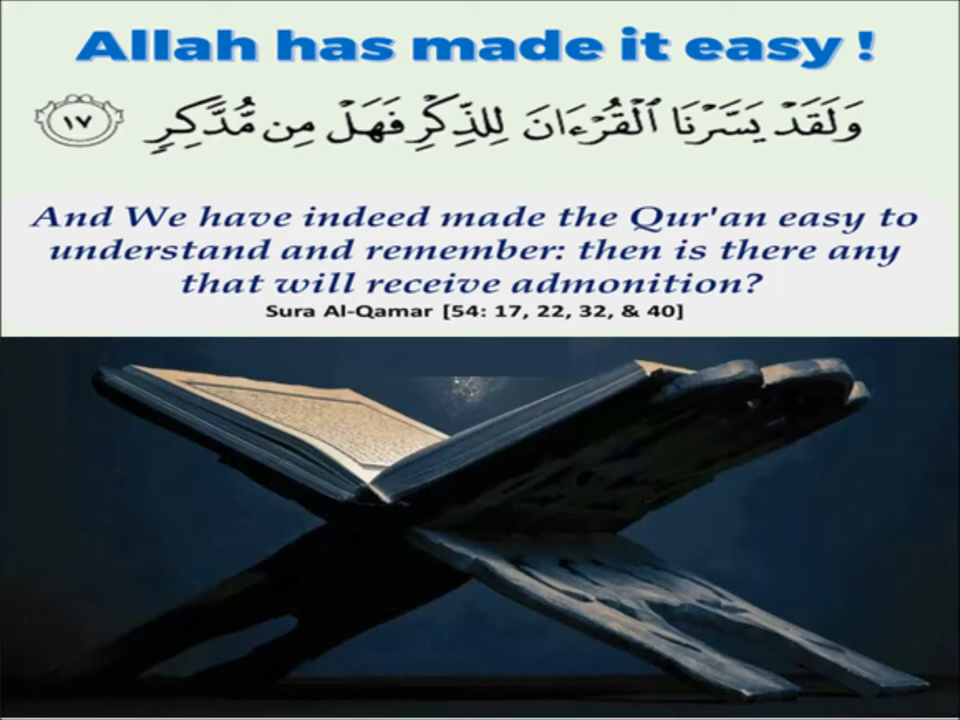 Allah has made it easy !
وَلَقَدْ يَسَّرْنَا ٱلْقُرْءَانَ لِلذِّكْرِ فَهَلْ مِن مُّدَّكِرٍ ١٧
And We have indeed made the Qur'an easy to
understand and remember: then is there any
that will receive admonition?
Sura Al-Qamar [54: 17, 22, 32, & 40]